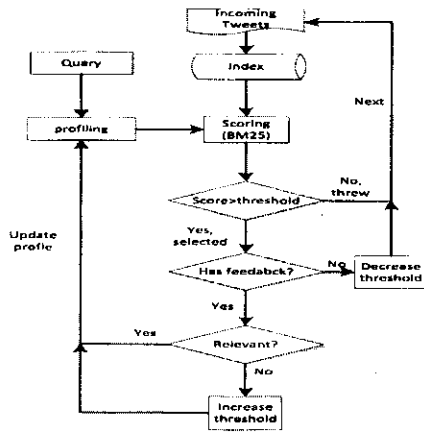 Incoming
Tweets
Query
Index
Next
profiling
Scoring
(BM25)
Score>threshold
No,
threw
Update
profile
Yes,
selected
Has feedabck?
No
Decrease
threshold
Yes
Yes
Relevant?
No
Increase
threshold